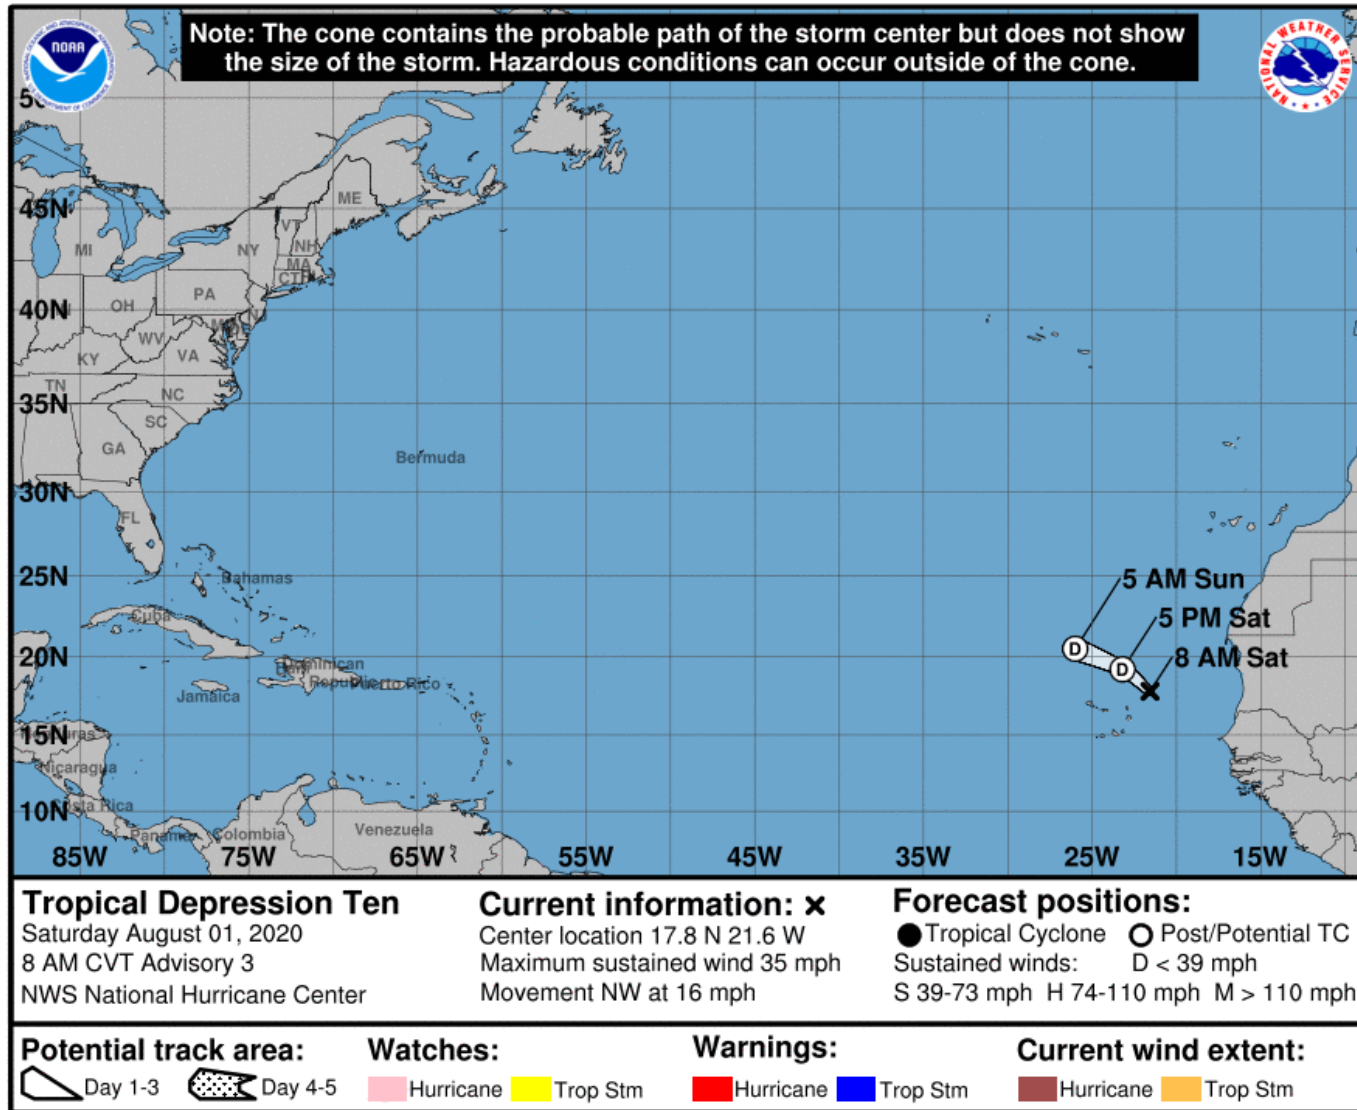 Note: The cone contains the probable path of the storm center but does not show
the size of the storm. Hazardous conditions can occur outside of the cone.
NOAA
NATIONAL WEATHER SERVICE
45N
40N
35N
30N
25N
20N
15N
10N
ME
VT
NH
MI
NY
MA
CT
PA
OH
NJ
WV
KY
VA
TN
NC
SC
GA
FL
Bermuda
Bahamas
Cuba
Dominican
Republic
Puerto Rico
Jamaica
Nicaragua
Costa Rica
Panama
Colombia
Venezuela
5 AM Sun
D
5 PM Sat
D
8 AM Sat
85W 75W 65W 55W 45W 35W 25W 15W
Tropical Depression Ten
Saturday August 01, 2020
8 AM CVT Advisory 3
NWS National Hurricane Center
Current information: x
Center location 17.8 N 21.6 W
Maximum sustained wind 35 mph
Movement NW at 16 mph
Forecast positions:
Tropical Cyclone Post/Potential TC
Sustained winds: D < 39 mph
S 39-73 mph H 74-110 mph M > 110 mph
Potential track area:
Day 1-3 Day 4-5
Watches:
Hurricane Trop Stm
Warnings:
Hurricane Trop Stm
Current wind extent:
Hurricane Trop Stm